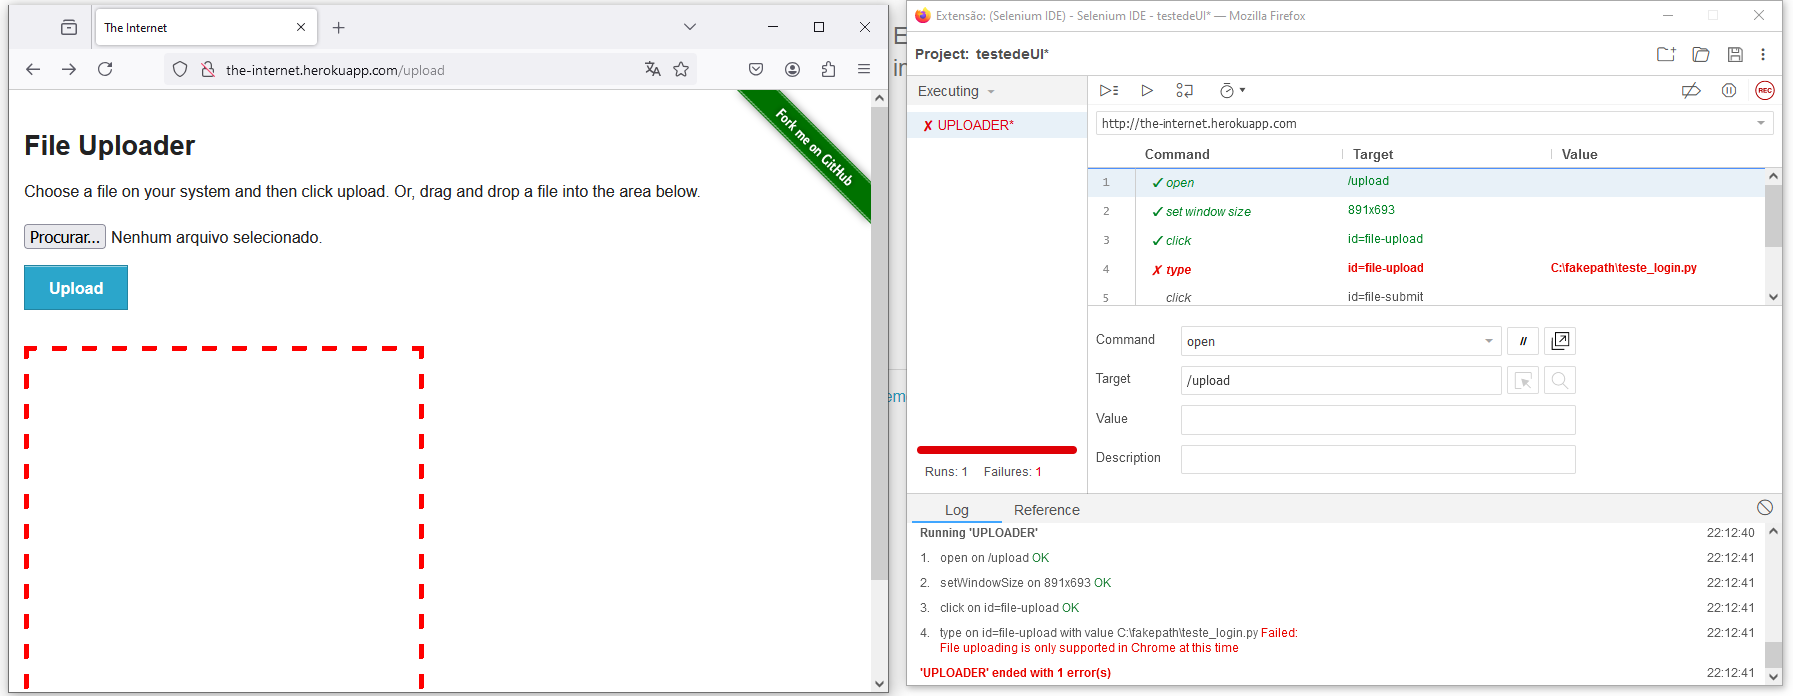 The Internet
the-internet.herokuapp.com/upload
Fork me on GitHub
File Uploader
Choose a file on your system and then click upload. Or, drag and drop a file into the area below.
Procurar... Nenhum arquivo selecionado.
Upload
Extensão: (Selenium IDE) - Selenium IDE - testedeUI* — Mozilla Firefox
Project: testedeUI*
Executing
✗ UPLOADER*
Runs: 1 Failures: 1
REC
http://the-internet.herokuapp.com
Command Target Value
1 ✓ open /upload
2 ✓ set window size 891x693
3 ✓ click id=file-upload
4 ✗ type id=file-upload C:\fakepath\teste_login.py
5 click id=file-submit
Command open //
Target /upload
Value
Description
Log Reference
Running 'UPLOADER' 22:12:40
1. open on /upload OK 22:12:41
2. setWindowSize on 891x693 OK 22:12:41
3. click on id=file-upload OK 22:12:41
4. type on id=file-upload with value C:\fakepath\teste_login.py Failed: 22:12:41
File uploading is only supported in Chrome at this time
'UPLOADER' ended with 1 error(s) 22:12:41